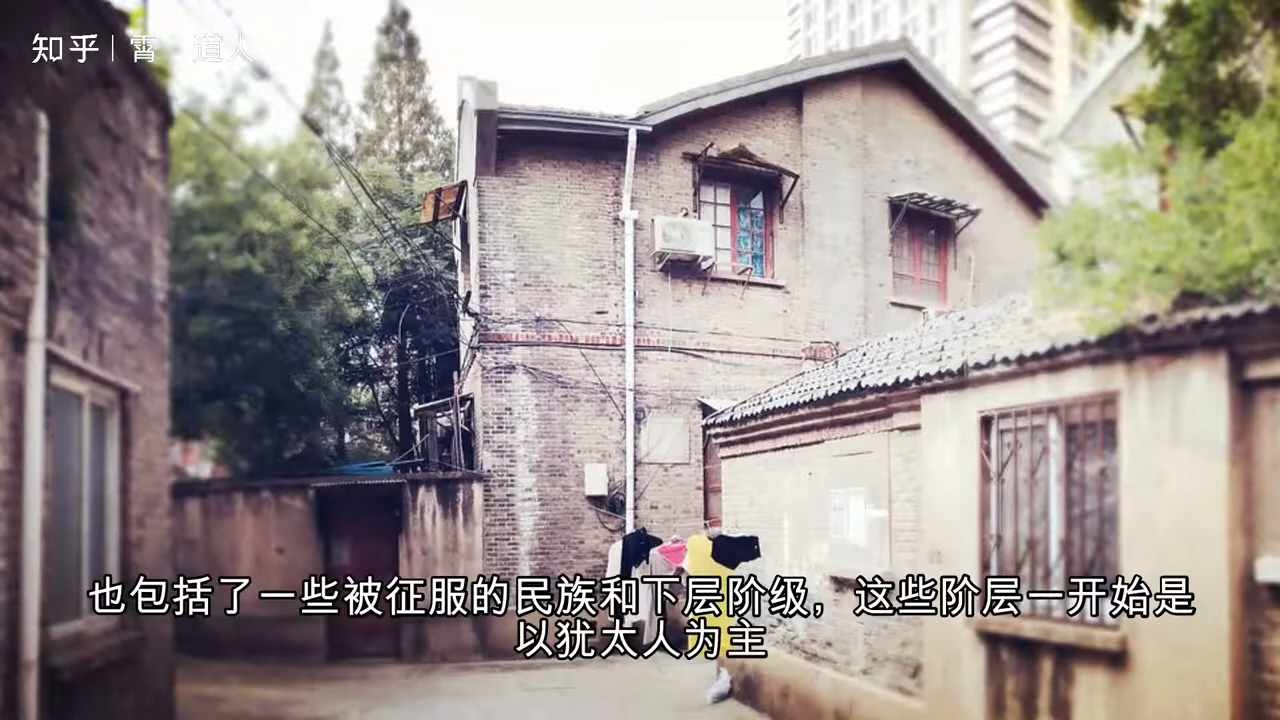 知乎 | 霄 道人
也包括了一些被征服的民族和下层阶级，这些阶层一开始是
以犹太人为主